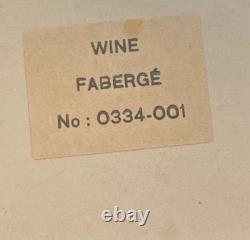 WINE
FABERGÉ
No : 0334-001
ebay